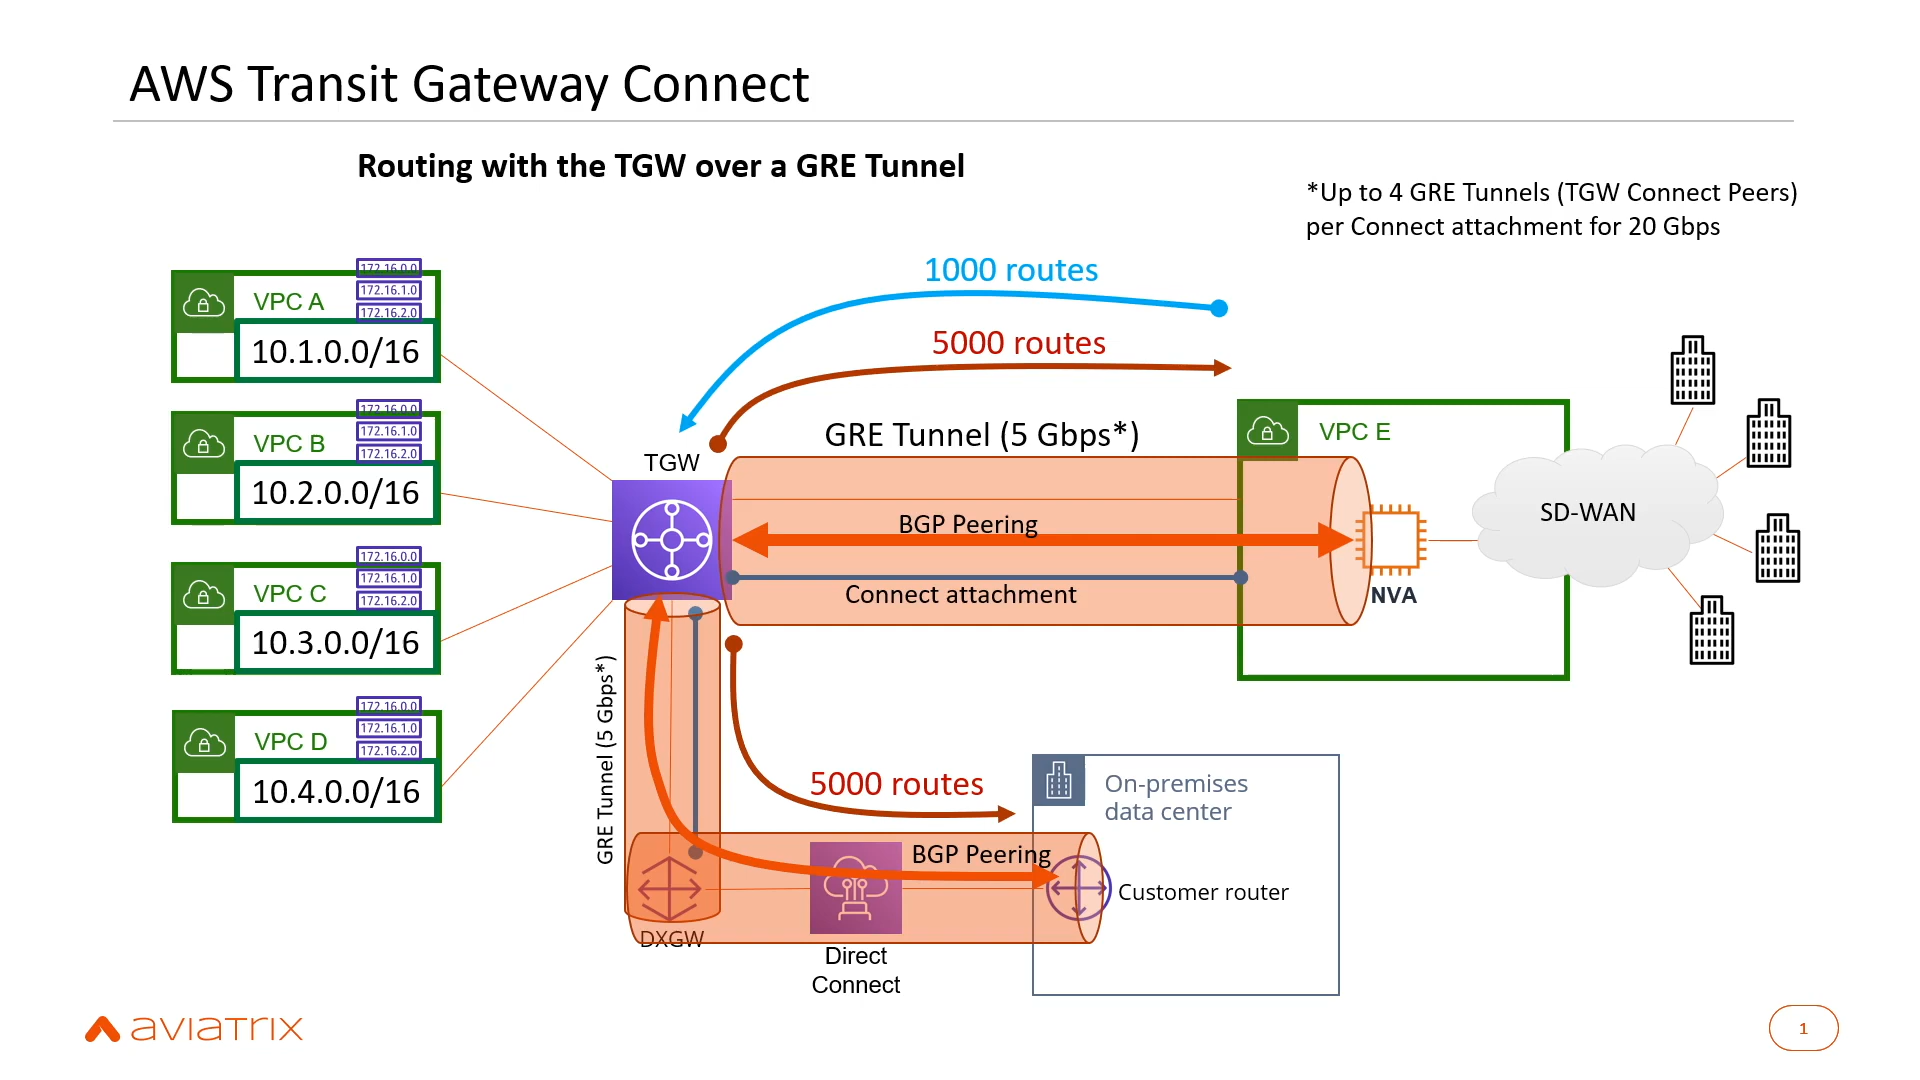 AWS Transit Gateway Connect
Routing with the TGW over a GRE Tunnel
*Up to 4 GRE Tunnels (TGW Connect Peers)
per Connect attachment for 20 Gbps
1000 routes
5000 routes
GRE Tunnel (5 Gbps*)
TGW
BGP Peering
Connect attachment
VPC A
172.16.0.0
172.16.1.0
172.16.2.0
10.1.0.0/16
VPC B
172.16.0.0
172.16.1.0
172.16.2.0
10.2.0.0/16
VPC C
172.16.0.0
172.16.1.0
172.16.2.0
10.3.0.0/16
VPC D
172.16.0.0
172.16.1.0
172.16.2.0
10.4.0.0/16
VPC E
NVA
SD-WAN
GRE Tunnel (5 Gbps*)
5000 routes
BGP Peering
DXGW
Direct
Connect
On-premises
data center
Customer router
aviatrix
1